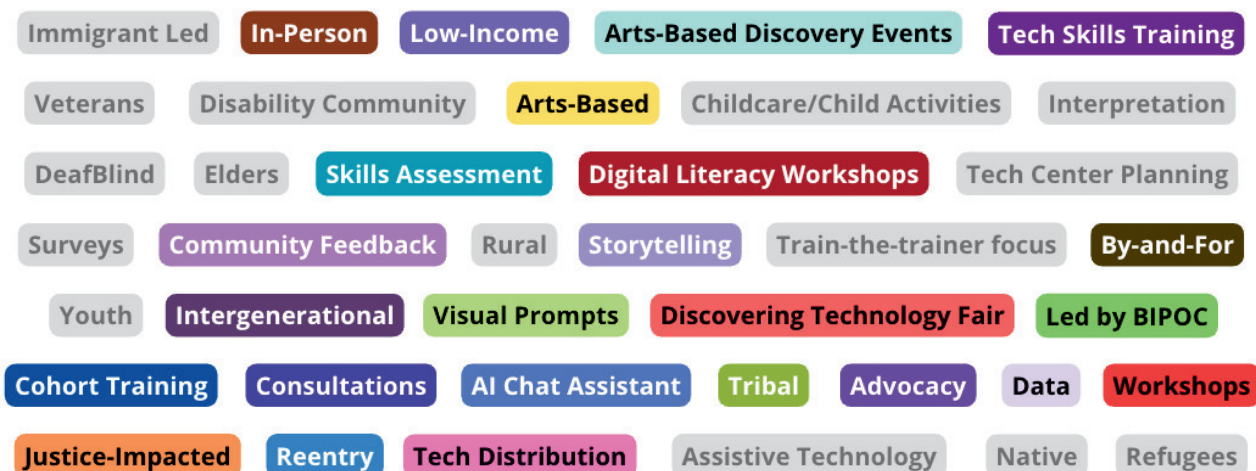 Immigrant Led In-Person Low-Income Arts-Based Discovery Events Tech Skills Training
Veterans Disability Community Arts-Based Childcare/Child Activities Interpretation
DeafBlind Elders Skills Assessment Digital Literacy Workshops Tech Center Planning
Surveys Community Feedback Rural Storytelling Train-the-trainer focus By-and-For
Youth Intergenerational Visual Prompts Discovering Technology Fair Led by BIPOC
Cohort Training Consultations AI Chat Assistant Tribal Advocacy Data Workshops
Justice-Impacted Reentry Tech Distribution Assistive Technology Native Refugees